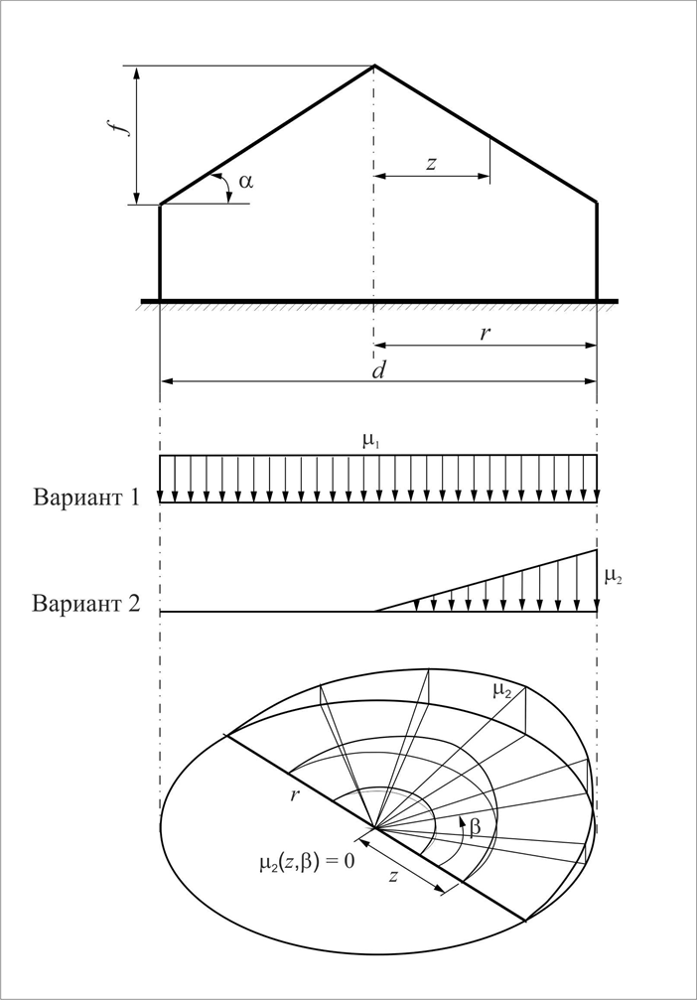 f
α
z
r
d
μ₁
Вариант 1
μ₂
Вариант 2
μ₂
r
β
μ₂(z,β) = 0
z